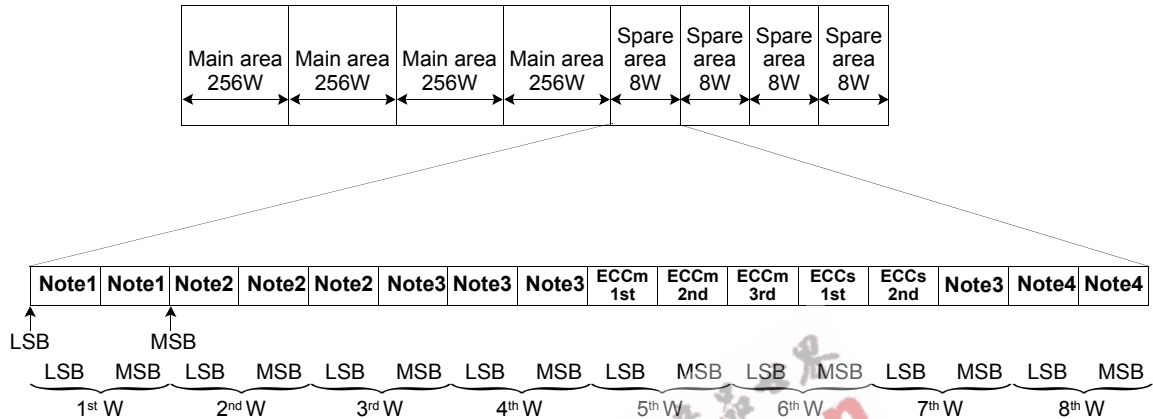 Main area
256W
Main area
256W
Main area
256W
Main area
256W
Spare
area
8W
Spare
area
8W
Spare
area
8W
Spare
area
8W
Note1 Note1 Note2 Note2 Note2 Note3 Note3 Note3 ECCm 1st ECCm 2nd ECCm 3rd ECCs 1st ECCs 2nd Note3 Note4 Note4
LSB MSB
LSB MSB LSB MSB LSB MSB LSB MSB LSB MSB LSB MSB LSB MSB LSB MSB
1st W 2nd W 3rd W 4th W 5th W 6th W 7th W 8th W